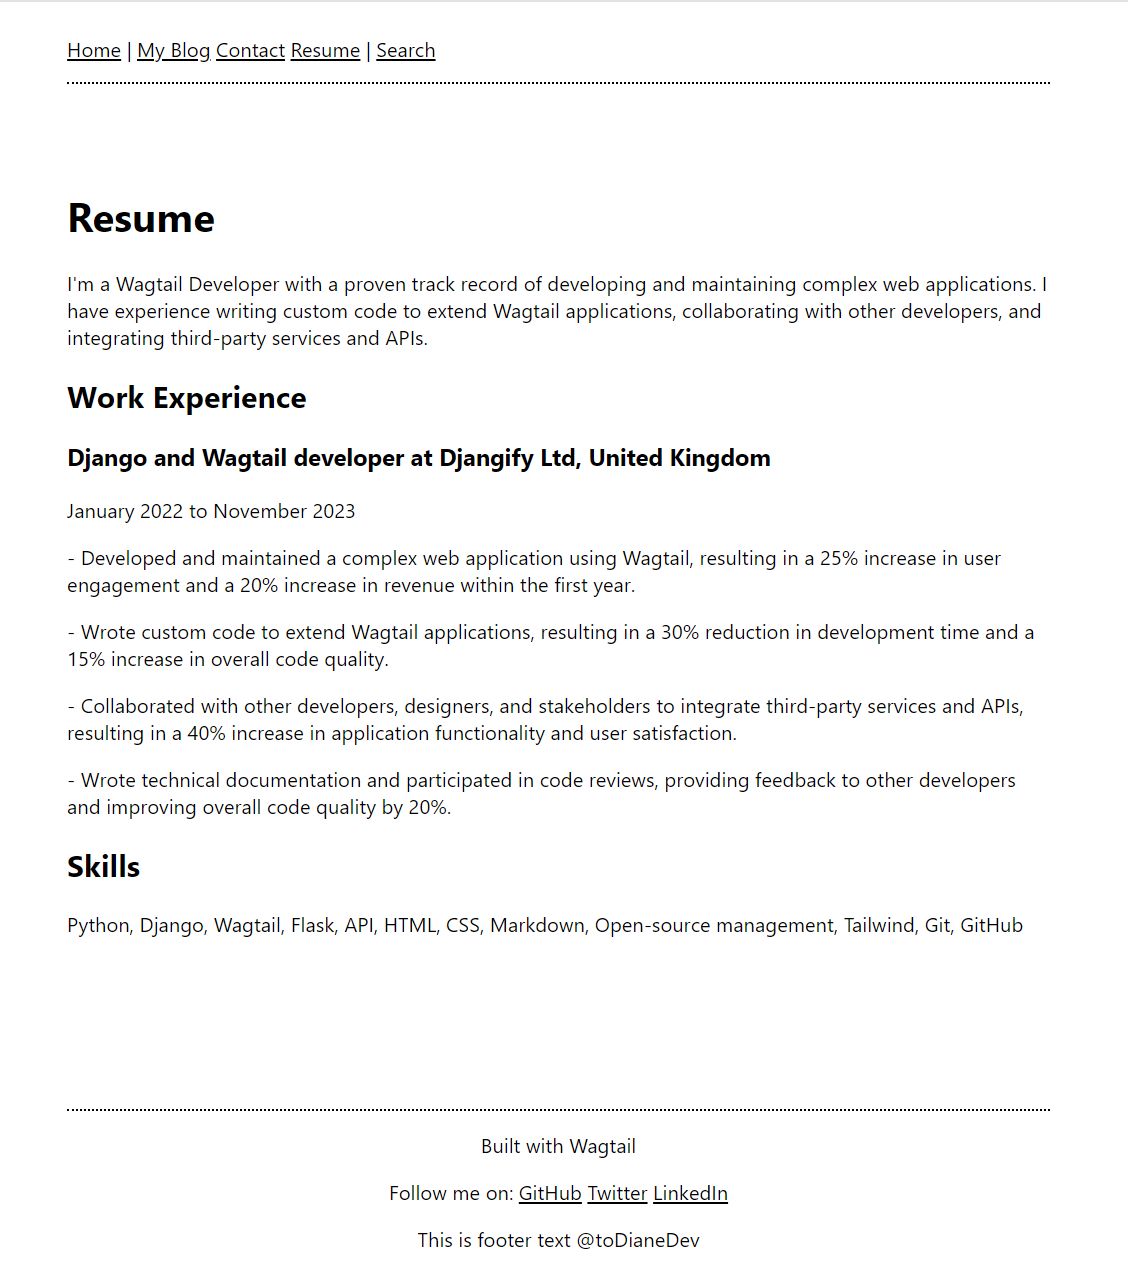 Home | My Blog Contact Resume | Search
Resume
I'm a Wagtail Developer with a proven track record of developing and maintaining complex web applications. I
have experience writing custom code to extend Wagtail applications, collaborating with other developers, and
integrating third-party services and APIs.
Work Experience
Django and Wagtail developer at Djangify Ltd, United Kingdom
January 2022 to November 2023
- Developed and maintained a complex web application using Wagtail, resulting in a 25% increase in user
engagement and a 20% increase in revenue within the first year.
- Wrote custom code to extend Wagtail applications, resulting in a 30% reduction in development time and a
15% increase in overall code quality.
- Collaborated with other developers, designers, and stakeholders to integrate third-party services and APIs,
resulting in a 40% increase in application functionality and user satisfaction.
- Wrote technical documentation and participated in code reviews, providing feedback to other developers
and improving overall code quality by 20%.
Skills
Python, Django, Wagtail, Flask, API, HTML, CSS, Markdown, Open-source management, Tailwind, Git, GitHub
Built with Wagtail
Follow me on: GitHub Twitter LinkedIn
This is footer text @toDianeDev